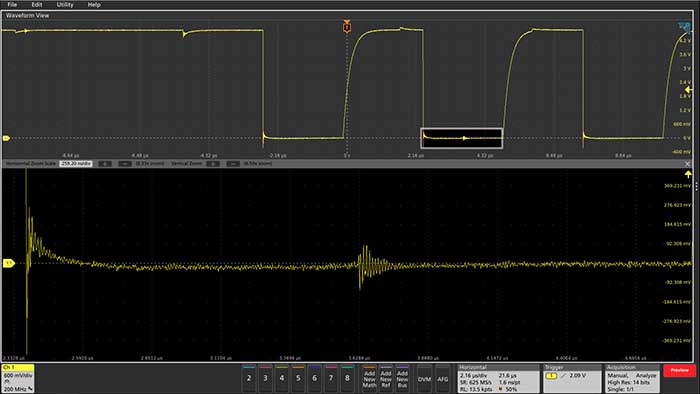 File Edit Utility Help
Waveform View
4.2 V
3.6 V
3 V
2.4 V
1.8 V
1.2 V
600 mV
0 V
-600 mV
-8.64 µs -6.48 µs -4.32 µs -2.16 µs 0 s 2.16 µs 4.32 µs 6.48 µs 8.64 µs
Horizontal Zoom Scale 259.20 ns/div Vertical Zoom
369.231 mV
276.923 mV
184.615 mV
92.308 mV
-92.308 mV
-184.615 mV
-276.923 mV
-369.231 mV
2.3328 µs 2.5920 µs 2.8512 µs 3.1104 µs 3.3696 µs 3.6288 µs 3.8880 µs 4.1472 µs 4.4064 µs 4.6656 µs
Ch 1
600 mV/div
200 MHz
2 3 4 5 6 7 8
Add New Math
Add New Ref
Add New Bus
DVM AFG
Horizontal
2.16 µs/div 21.6 µs
SR: 625 MS/s 1.6 ns/pt
RL: 13.5 kpts 50%
Trigger
1 2.09 V
Acquisition
Manual, Analyze
High Res: 14 bits
Single: 1/1
Preview